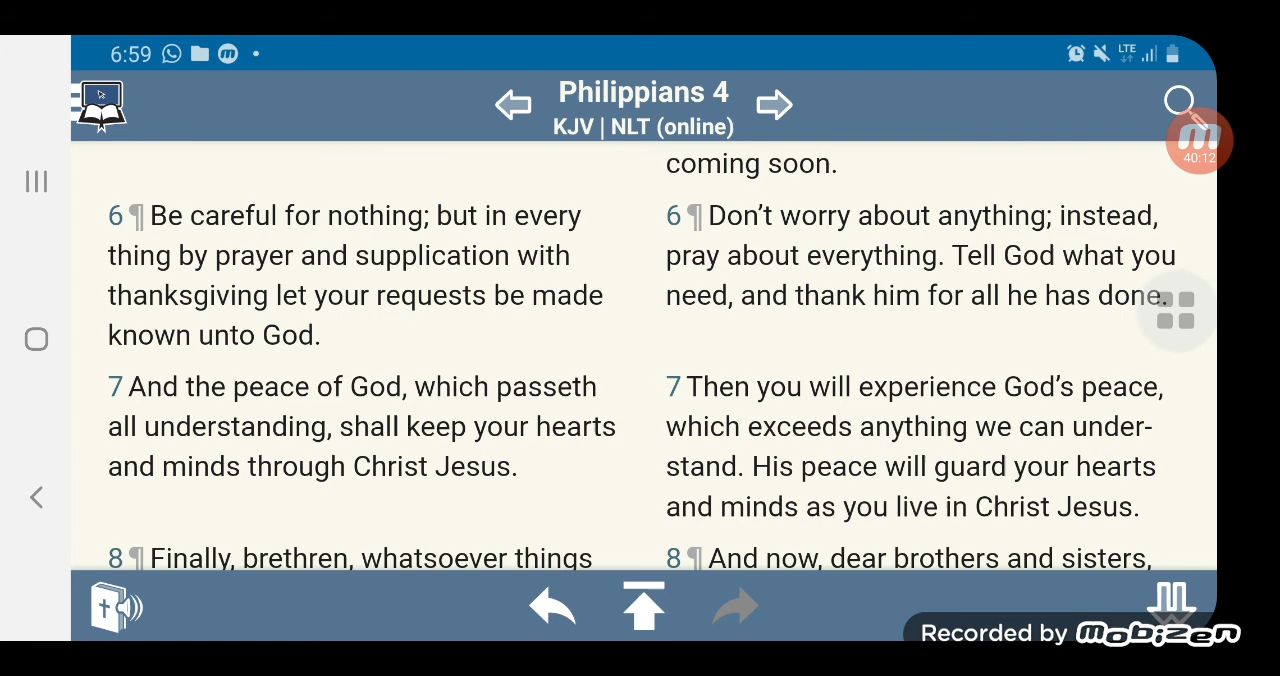 6:59
LTE
Philippians 4
KJV | NLT (online)
40:12
coming soon.
6 ¶ Be careful for nothing; but in every
thing by prayer and supplication with
thanksgiving let your requests be made
known unto God.
7 And the peace of God, which passeth
all understanding, shall keep your hearts
and minds through Christ Jesus.
8 ¶ Finally, brethren, whatsoever things
6 ¶ Don’t worry about anything; instead,
pray about everything. Tell God what you
need, and thank him for all he has done.
7 Then you will experience God’s peace,
which exceeds anything we can under-
stand. His peace will guard your hearts
and minds as you live in Christ Jesus.
8 ¶ And now, dear brothers and sisters,
Recorded by mobizen